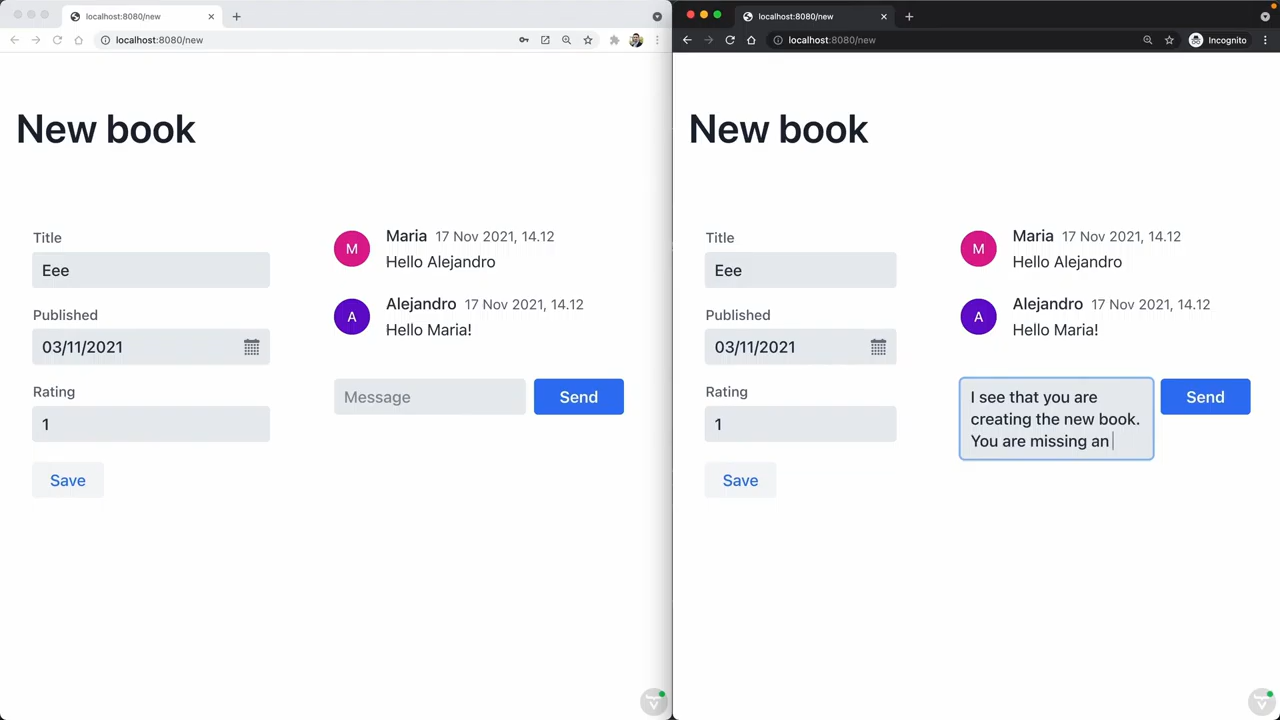 localhost:8080/new
localhost:8080/new
New book
Title
Eee
Published
03/11/2021
Rating
1
Save
M
Maria 17 Nov 2021, 14.12
Hello Alejandro
A
Alejandro 17 Nov 2021, 14.12
Hello Maria!
Message
Send
localhost:8080/new
localhost:8080/new
Incognito
New book
Title
Eee
Published
03/11/2021
Rating
1
Save
M
Maria 17 Nov 2021, 14.12
Hello Alejandro
A
Alejandro 17 Nov 2021, 14.12
Hello Maria!
I see that you are
creating the new book.
You are missing an
Send